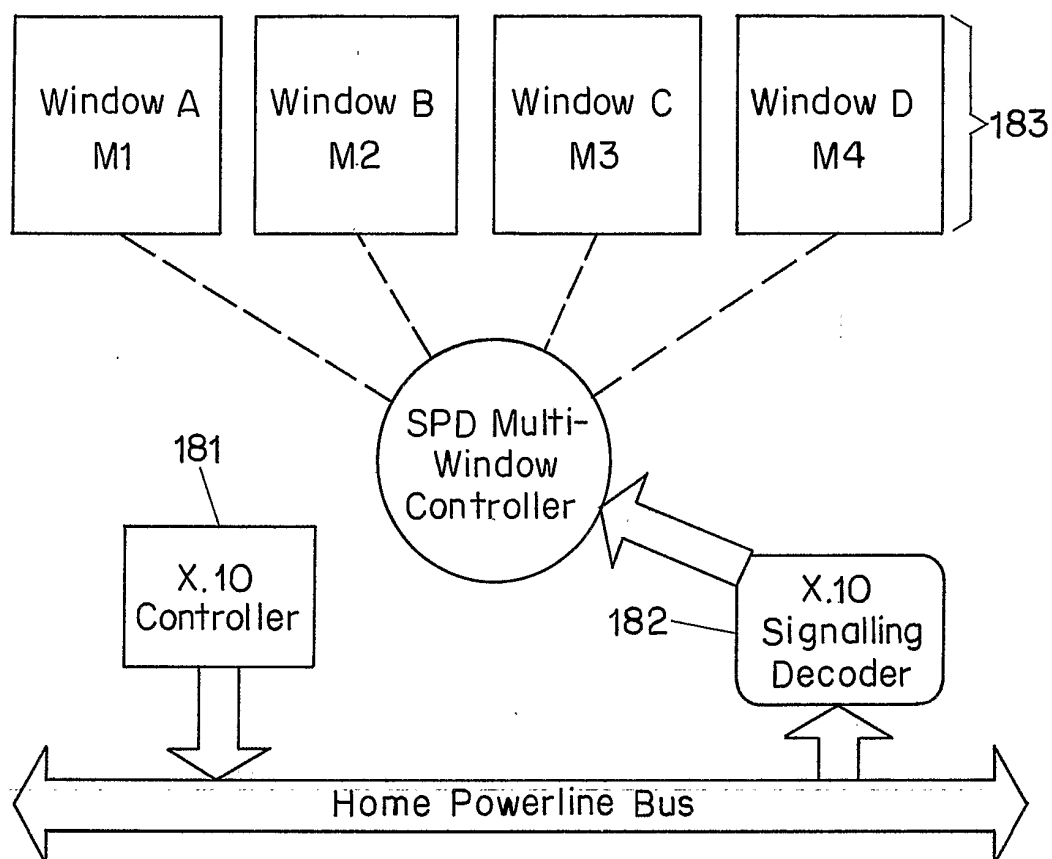 Window A
M1
Window B
M2
Window C
M3
Window D
M4
183
SPD Multi-
Window
Controller
181
X.10
Controller
182
X.10
Signalling
Decoder
Home Powerline Bus